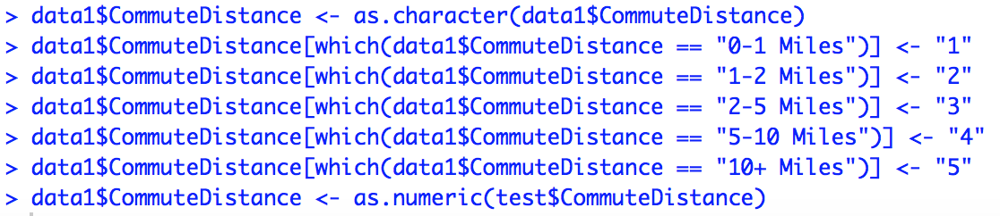 > data1$CommuteDistance <- as.character(data1$CommuteDistance)
> data1$CommuteDistance[which(data1$CommuteDistance == "0-1 Miles")] <- "1"
> data1$CommuteDistance[which(data1$CommuteDistance == "1-2 Miles")] <- "2"
> data1$CommuteDistance[which(data1$CommuteDistance == "2-5 Miles")] <- "3"
> data1$CommuteDistance[which(data1$CommuteDistance == "5-10 Miles")] <- "4"
> data1$CommuteDistance[which(data1$CommuteDistance == "10+ Miles")] <- "5"
> data1$CommuteDistance <- as.numeric(test$CommuteDistance)